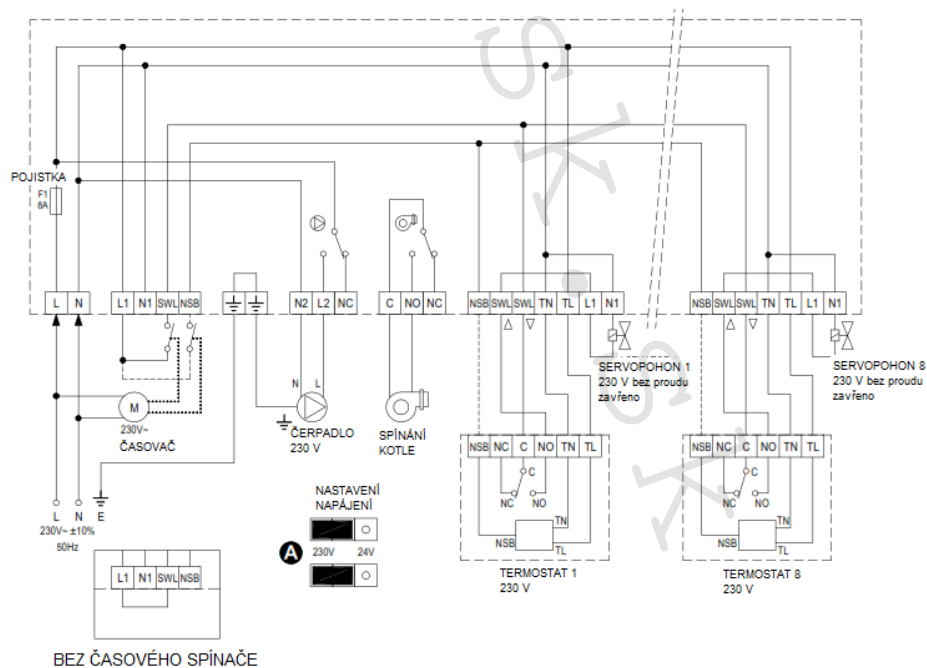 sk.sk
POJISTKA
F1
8A
L N
L1 N1 SWL NSB
N2 L2 NC
C NO NC
NSB SWL SWL TN TL L1 N1
NSB SWL SWL TN TL L1 N1
SERVOPOHON 1
230 V bez proudu
zavřeno
SERVOPOHON 8
230 V bez proudu
zavřeno
N L
M
230V~
ČASOVAČ
ČERPADLO
230 V
SPÍNÁNÍ
KOTLE
NSB NC C NO TN TL
C
NC NO
TN
NSB
TL
TERMOSTAT 1
230 V
NSB NC C NO TN TL
C
NC NO
TN
NSB
TL
TERMOSTAT 8
230 V
L N E
230V~ ±10%
50Hz
NASTAVENÍ
NAPÁJENÍ
A
230V 24V
L1 N1 SWL NSB
BEZ ČASOVÉHO SPÍNAČE